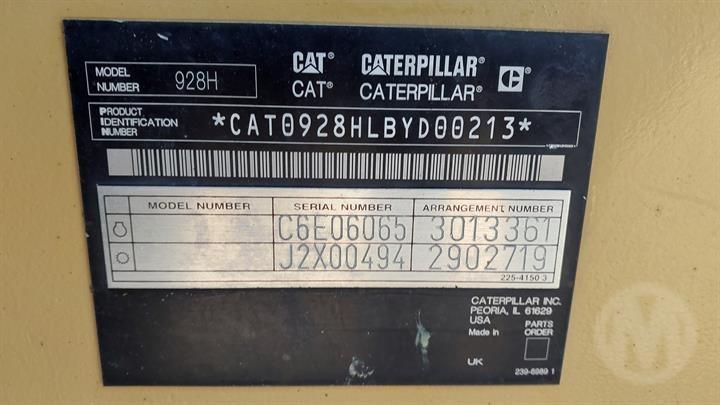 MODEL NUMBER 928H
CAT CATERPILLAR C
CAT® CATERPILLAR®
PRODUCT IDENTIFICATION NUMBER *CAT0928HLBYD00213*
MODEL NUMBER SERIAL NUMBER ARRANGEMENT NUMBER
C6E06065 3013361
J2X00494 2902719
225-4150 3
CATERPILLAR INC.
PEORIA, IL 61629
USA
Made in
PARTS ORDER
UK
239-6989 1
M